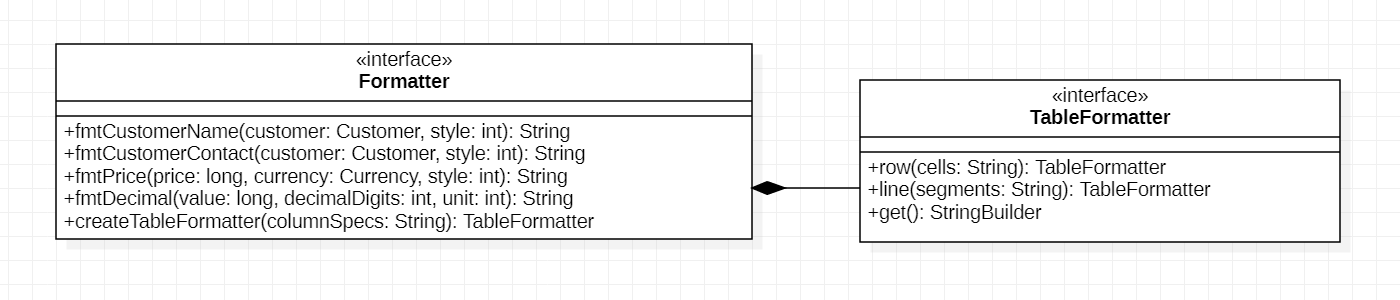 «interface»
Formatter
+fmtCustomerName(customer: Customer, style: int): String
+fmtCustomerContact(customer: Customer, style: int): String
+fmtPrice(price: long, currency: Currency, style: int): String
+fmtDecimal(value: long, decimalDigits: int, unit: int): String
+createTableFormatter(columnSpecs: String): TableFormatter
«interface»
TableFormatter
+row(cells: String): TableFormatter
+line(segments: String): TableFormatter
+get(): StringBuilder